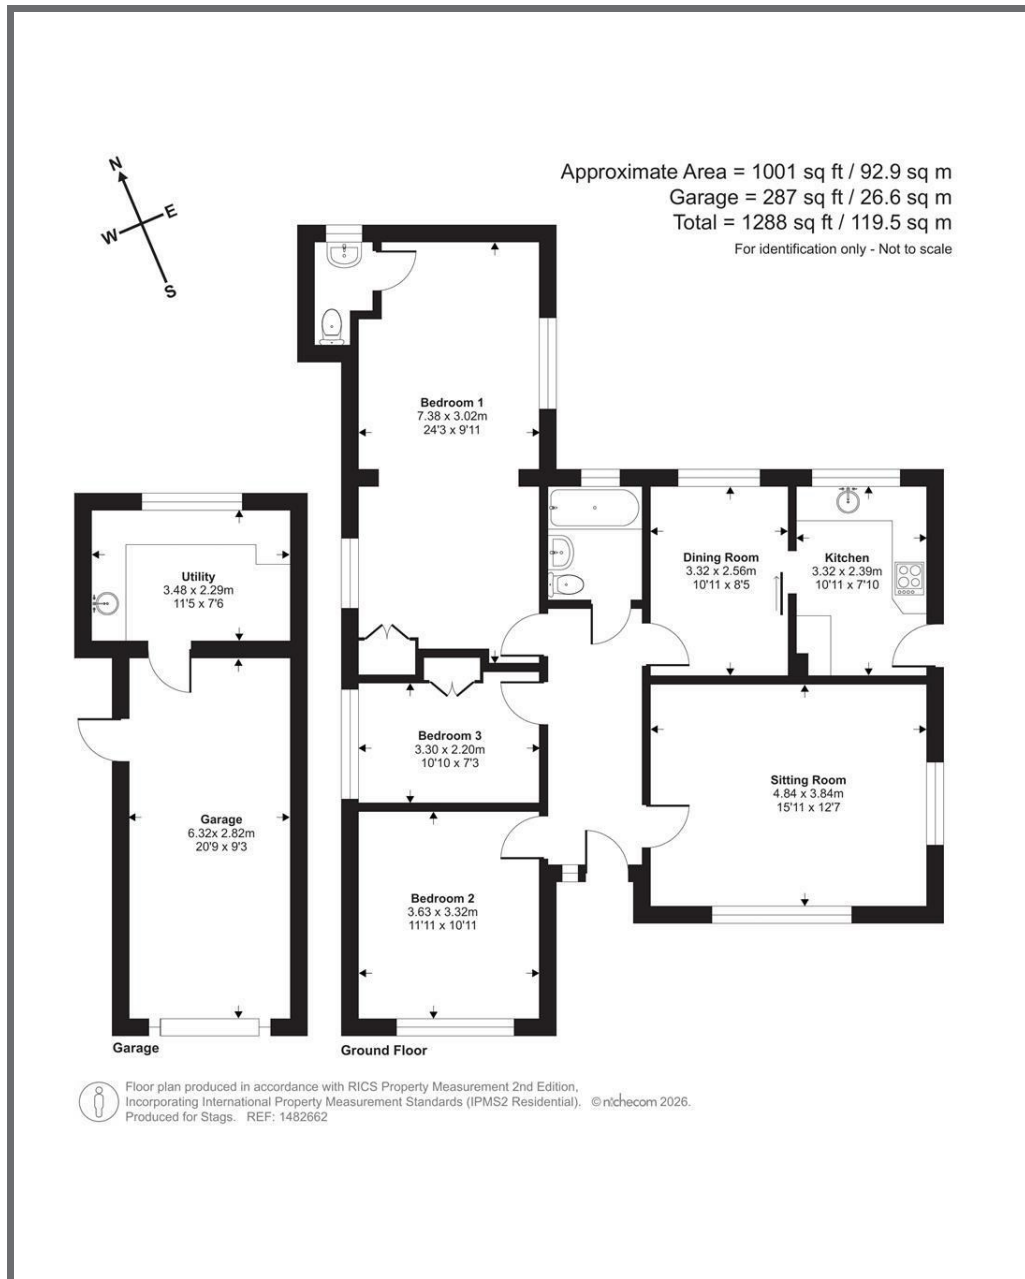 Approximate Area = 1001 sq ft / 92.9 sq m
Garage = 287 sq ft / 26.6 sq m
Total = 1288 sq ft / 119.5 sq m
For identification only - Not to scale
N
E
W
S
Bedroom 1
7.38 x 3.02m
24'3 x 9'11
Utility
3.48 x 2.29m
11'5 x 7'6
Dining Room
3.32 x 2.56m
10'11 x 8'5
Kitchen
3.32 x 2.39m
10'11 x 7'10
Bedroom 3
3.30 x 2.20m
10'10 x 7'3
Sitting Room
4.84 x 3.84m
15'11 x 12'7
Garage
6.32x 2.82m
20'9 x 9'3
Bedroom 2
3.63 x 3.32m
11'11 x 10'11
Garage
Ground Floor
Floor plan produced in accordance with RICS Property Measurement 2nd Edition,
Incorporating International Property Measurement Standards (IPMS2 Residential). © nichecom 2026.
Produced for Stags. REF: 1482662